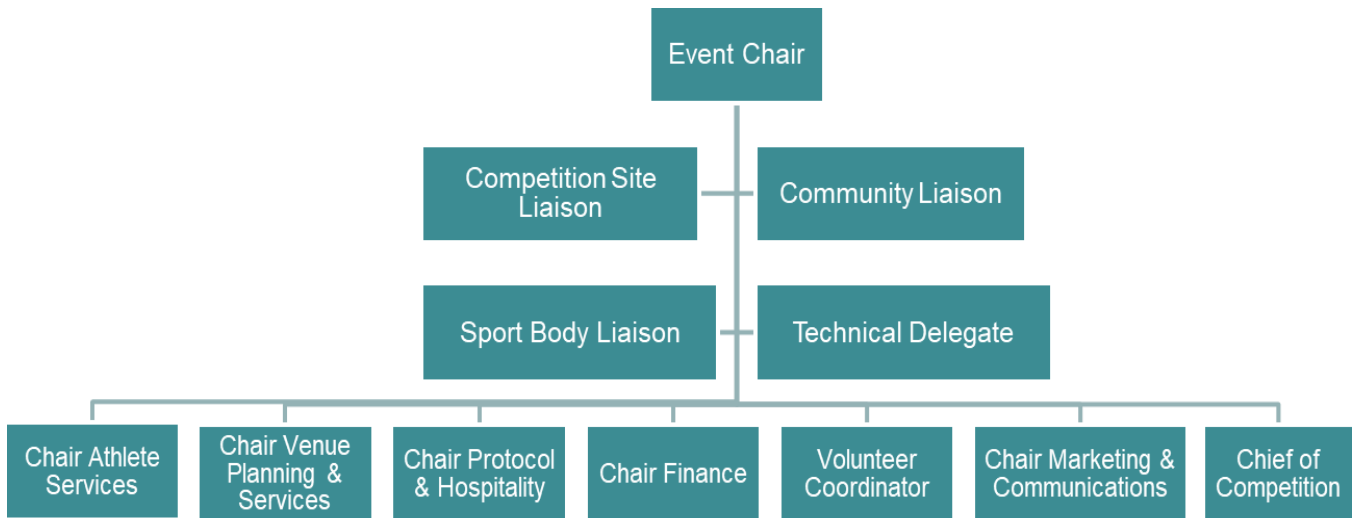 Event Chair
Competition Site
Liaison
Community Liaison
Sport Body Liaison
Technical Delegate
Chair Athlete
Services
Chair Venue
Planning &
Services
Chair Protocol
& Hospitality
Chair Finance
Volunteer
Coordinator
Chair Marketing &
Communications
Chief of
Competition